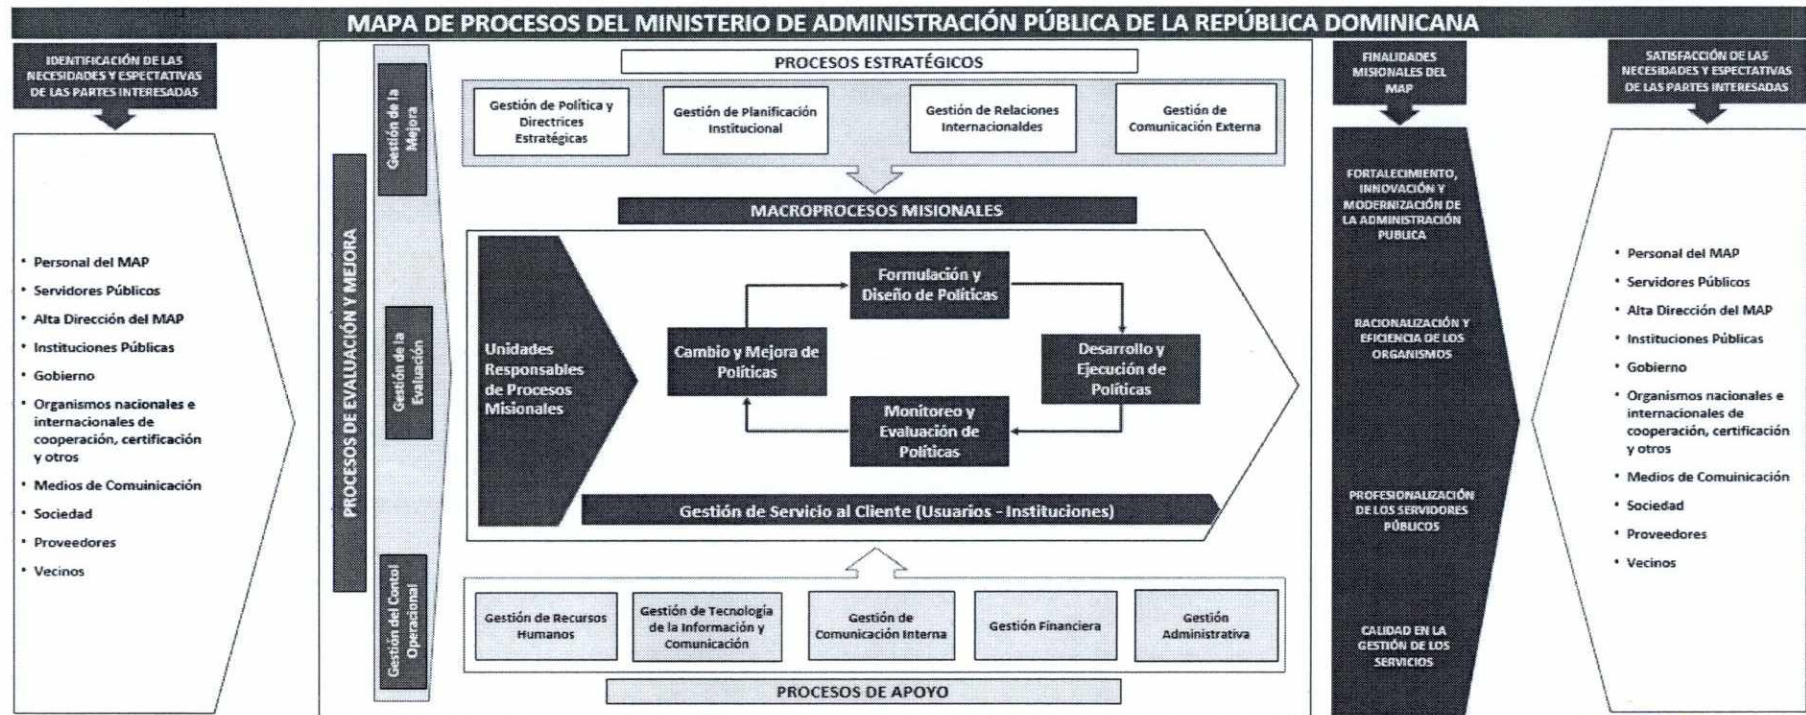 MAPA DE PROCESOS DEL MINISTERIO DE ADMINISTRACIÓN PÚBLICA DE LA REPÚBLICA DOMINICANA
IDENTIFICACIÓN DE LAS
NECESIDADES Y ESPECTATIVAS
DE LAS PARTES INTERESADAS
• Personal del MAP
• Servidores Públicos
• Alta Dirección del MAP
• Instituciones Públicas
• Gobierno
• Organismos nacionales e
internacionales de
cooperación, certificación
y otros
• Medios de Comuinicación
• Sociedad
• Proveedores
• Vecinos
PROCESOS DE EVALUACIÓN Y MEJORA
Gestión de la
Mejora
Gestión de la
Evaluación
Gestión del Contol
Operacional
PROCESOS ESTRATÉGICOS
Gestión de Política y
Directrices
Estratégicas
Gestión de Planificación
Institucional
Gestión de Relaciones
Internacionaldes
Gestión de
Comunicación Externa
MACROPROCESOS MISIONALES
Unidades
Responsables
de Procesos
Misionales
Formulación y
Diseño de Políticas
Cambio y Mejora de
Políticas
Desarrollo y
Ejecución de
Políticas
Monitoreo y
Evaluación de
Políticas
Gestión de Servicio al Cliente (Usuarios - Instituciones)
Gestión de Recursos
Humanos
Gestión de Tecnología
de la Información y
Comunicación
Gestión de
Comunicación Interna
Gestión Financiera
Gestión
Administrativa
PROCESOS DE APOYO
FINALIDADES
MISIONALES DEL
MAP
FORTALECIMIENTO,
INNOVACIÓN Y
MODERNIZACIÓN DE
LA ADMINISTRACIÓN
PUBLICA
RACIONALIZACIÓN Y
EFICIENCIA DE LOS
ORGANISMOS
PROFESIONALIZACIÓN
DE LOS SERVIDORES
PÚBLICOS
CALIDAD EN LA
GESTIÓN DE LOS
SERVICIOS
SATISFACCIÓN DE LAS
NECESIDADES Y ESPECTATIVAS
DE LAS PARTES INTERESADAS
• Personal del MAP
• Servidores Públicos
• Alta Dirección del MAP
• Instituciones Públicas
• Gobierno
• Organismos nacionales e
internacionales de
cooperación, certificación
y otros
• Medios de Comuinicación
• Sociedad
• Proveedores
• Vecinos